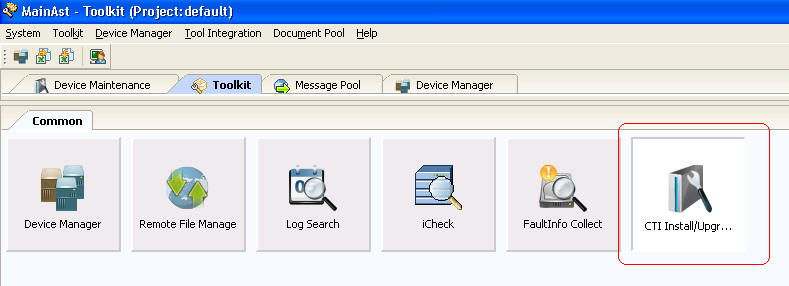 MainAst - Toolkit (Project:default)
System Toolkit Device Manager Tool Integration Document Pool Help
Device Maintenance Toolkit Message Pool Device Manager
Common
Device Manager Remote File Manage Log Search iCheck FaultInfo Collect CTI Install/Upgr...